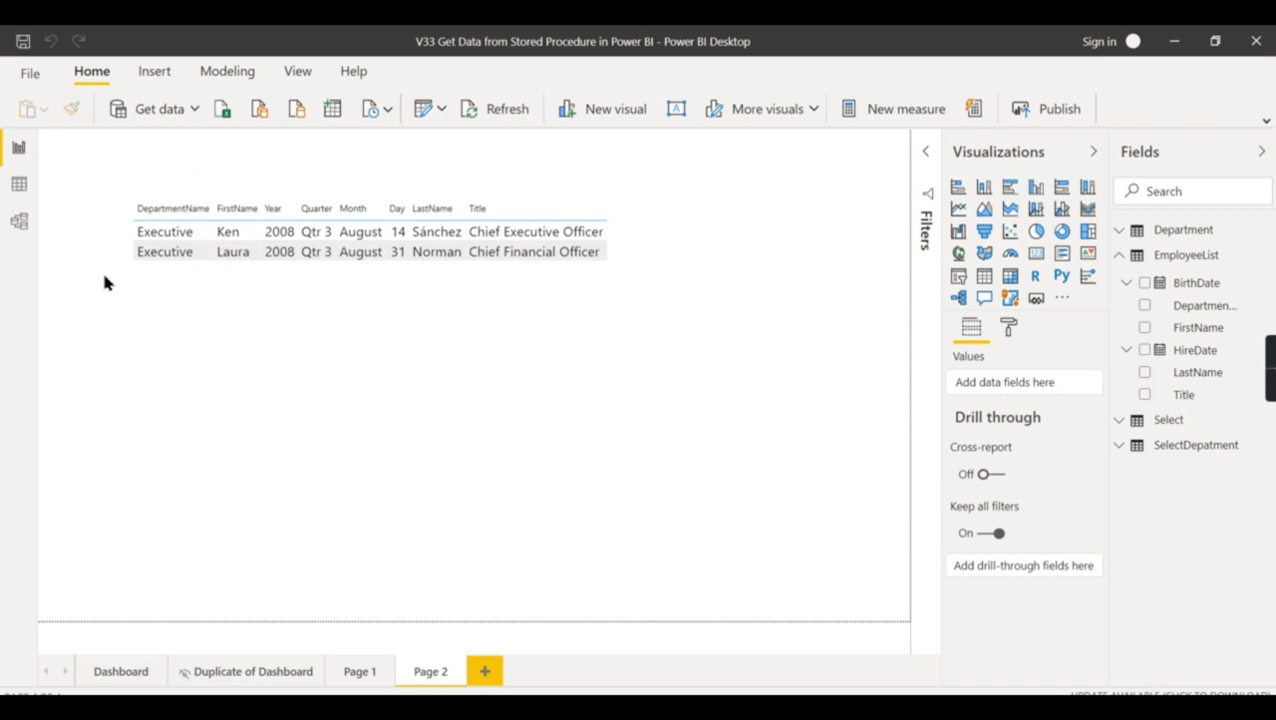 V33 Get Data from Stored Procedure in Power BI - Power BI Desktop
Sign in
File Home Insert Modeling View Help
Get data Refresh New visual More visuals New measure Publish
DepartmentName FirstName Year Quarter Month Day LastName Title
Executive Ken 2008 Qtr 3 August 14 Sánchez Chief Executive Officer
Executive Laura 2008 Qtr 3 August 31 Norman Chief Financial Officer
Filters
Visualizations
R Py
Values
Add data fields here
Drill through
Cross-report
Off
Keep all filters
On
Add drill-through fields here
Fields
Search
Department
EmployeeList
BirthDate
Departmen...
FirstName
HireDate
LastName
Title
Select
SelectDepatment
Dashboard Duplicate of Dashboard Page 1 Page 2